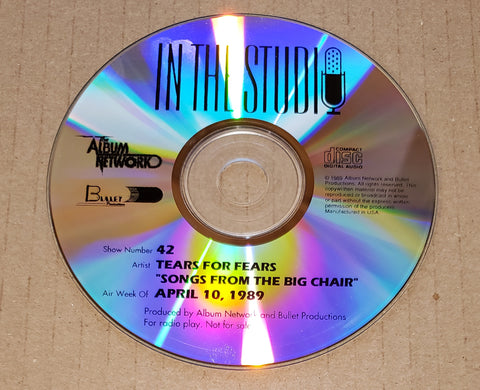 IN THE STUDIO
THE
ALBUM
NETWORK
BULLET
Productions
COMPACT
disc
DIGITAL AUDIO
© 1989 Album Network and Bullet
Productions. All rights reserved. This
copywritten material may not be
reproduced or broadcast in whole
or part without the express written
permission of the producers
Manufactured in U.S.A.
Show Number 42
Artist TEARS FOR FEARS
"SONGS FROM THE BIG CHAIR"
Air Week Of APRIL 10, 1989
Produced by Album Network and Bullet Productions
For radio play. Not for sale